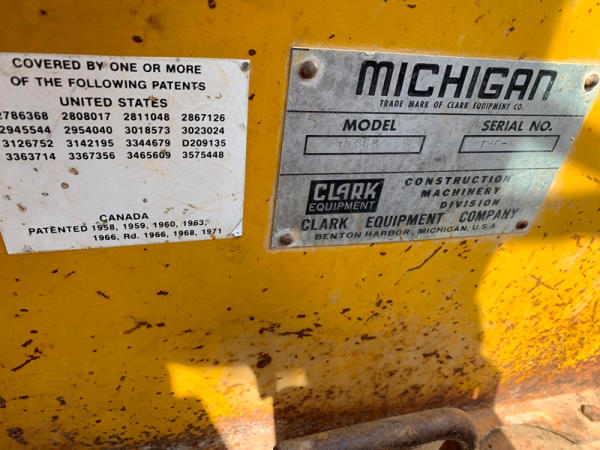 COVERED BY ONE OR MORE
OF THE FOLLOWING PATENTS
UNITED STATES
2786368 2808017 2811048 2867126
2945544 2954040 3018573 3023024
3126752 3142195 3344679 D209135
3363714 3367356 3465609 3575448
CANADA
PATENTED 1958, 1959, 1960, 1963,
1966, Rd. 1966, 1968, 1971
MICHIGAN
TRADE MARK OF CLARK EQUIPMENT CO.
MODEL SERIAL NO.
CLARK
EQUIPMENT
CONSTRUCTION
MACHINERY
DIVISION
CLARK EQUIPMENT COMPANY
BENTON HARBOR, MICHIGAN, U.S.A.